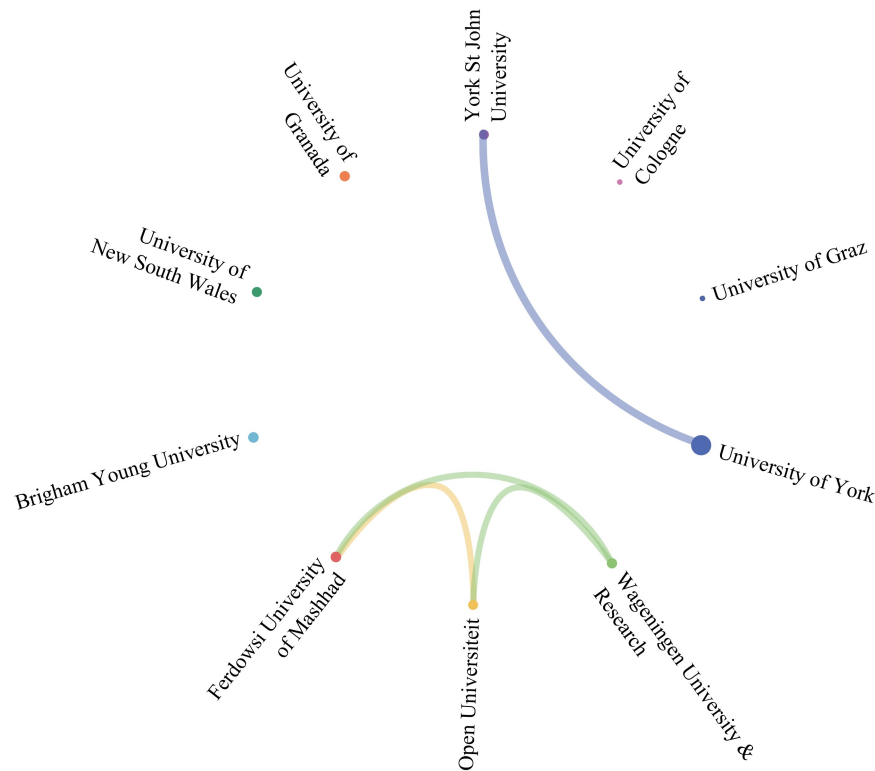 York St John
University
University of
Cologne
University of Graz
University of York
Wageningen University &
Research
Open Universiteit
Ferdowsi University
of Mashhad
Brigham Young University
University of
New South Wales
University of
Granada